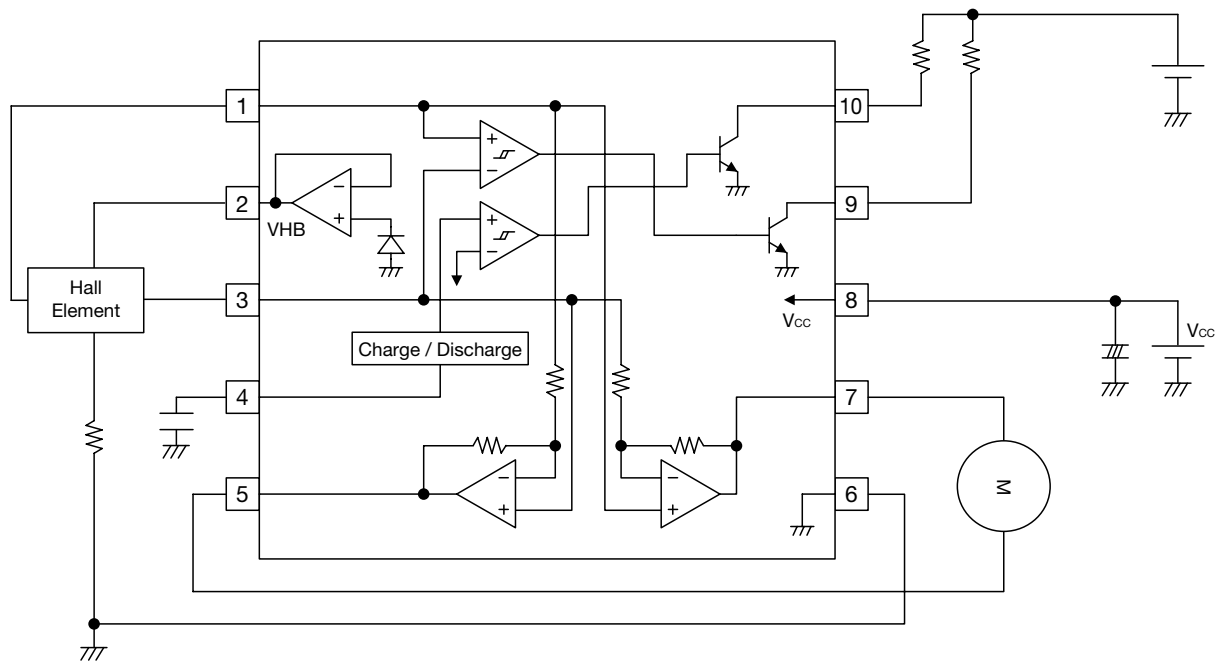 1
10
+
−
2
VHB
−
+
+
−
9
Hall
Element
3
8
VCC
VCC
Charge / Discharge
4
7
5
−
+
−
+
6
M